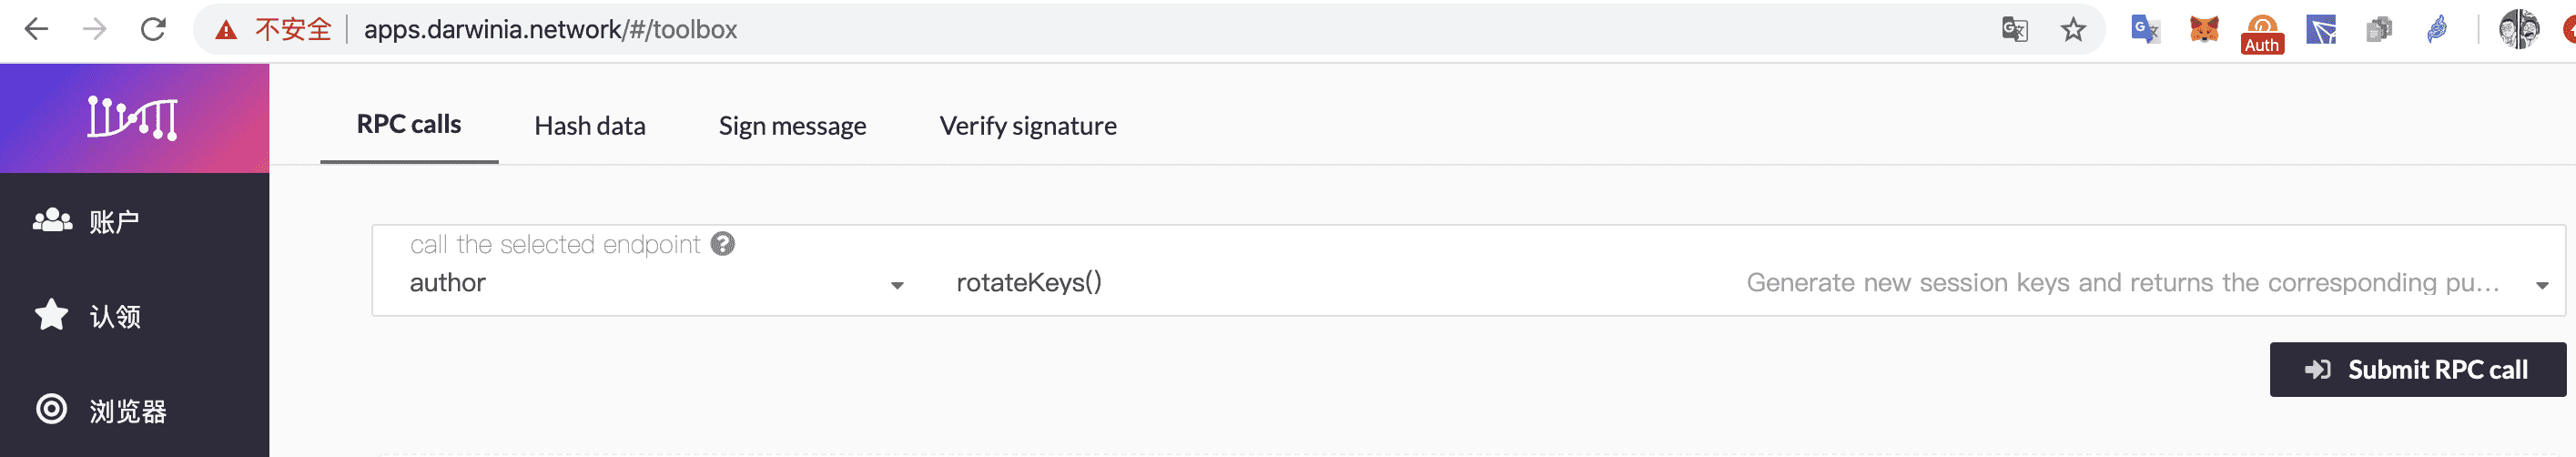 不安全 apps.darwinia.network/#/toolbox
Auth
RPC calls Hash data Sign message Verify signature
账户
认领
浏览器
call the selected endpoint ?
author rotateKeys() Generate new session keys and returns the corresponding pu...
Submit RPC call